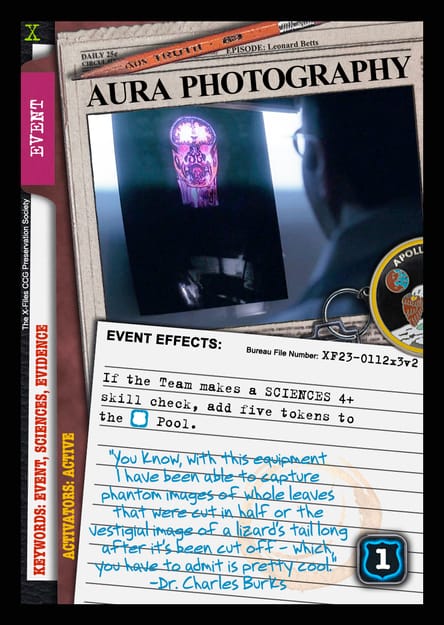 X
DAILY 25¢
TRUTH
EPISODE: Leonard Betts
AURA PHOTOGRAPHY
EVENT
The X-Files CCG Preservation Society
KEYWORDS: EVENT, SCIENCES, EVIDENCE
ACTIVATORS: ACTIVE
APOLL
EVENT EFFECTS:
Bureau File Number: XF23-0112x3v2
If the Team makes a SCIENCES 4+
skill check, add five tokens to
the Pool.
"You know, with this equipment
I have been able to capture
phantom images of whole leaves
that were cut in half or the
vestigial image of a lizard's tail long
after it's been cut off - which,
you have to admit is pretty cool."
-Dr. Charles Burks
1